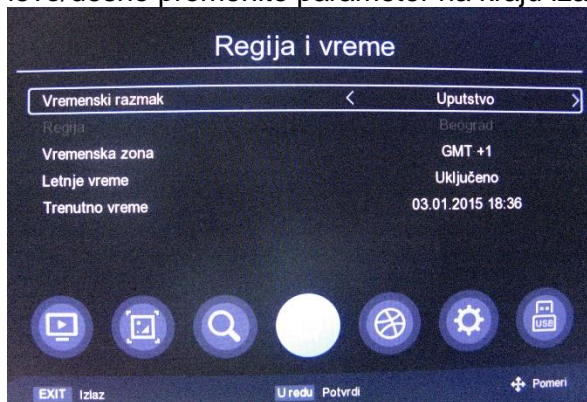 Regija i vreme
Vremenski razmak < Uputstvo >
Regija Beograd
Vremenska zona GMT +1
Letnje vreme Uključeno
Trenutno vreme 03.01.2015 18:36
USB
EXIT Izlaz U redu Potvrdi Pomeri